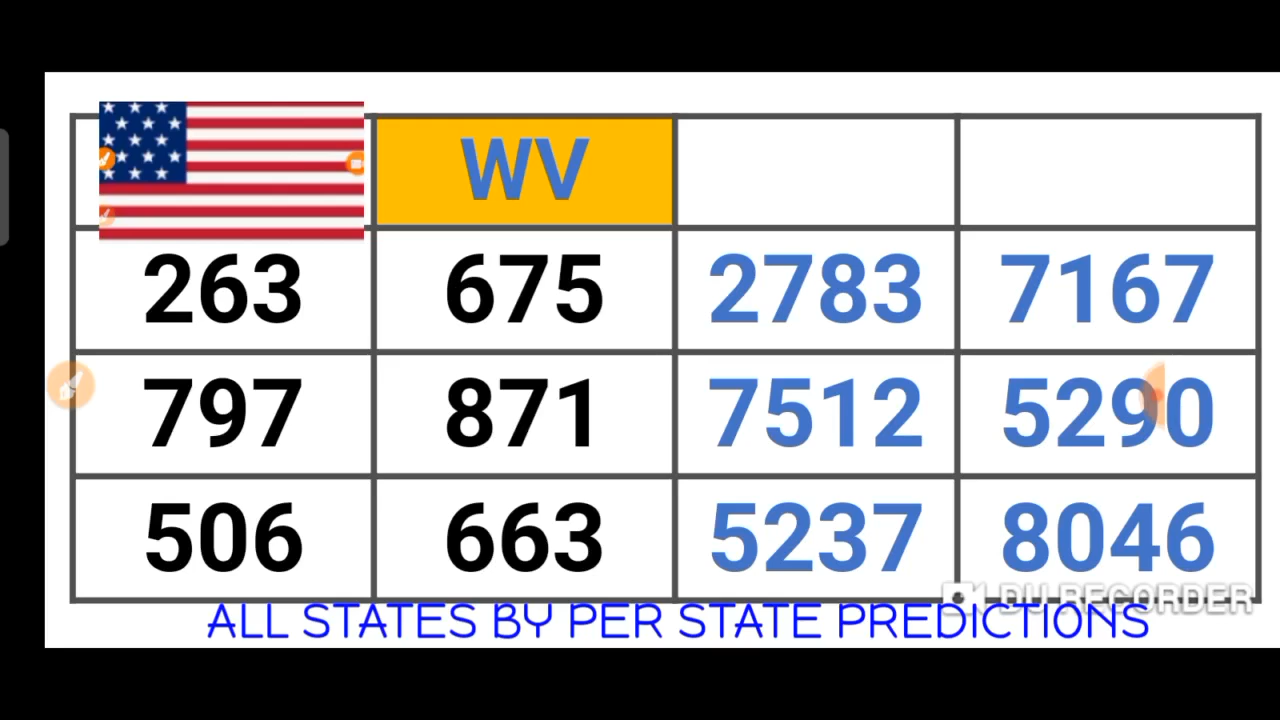 WV
263 675 2783 7167
797 871 7512 5290
506 663 5237 8046
DU RECORDER
ALL STATES BY PER STATE PREDICTIONS